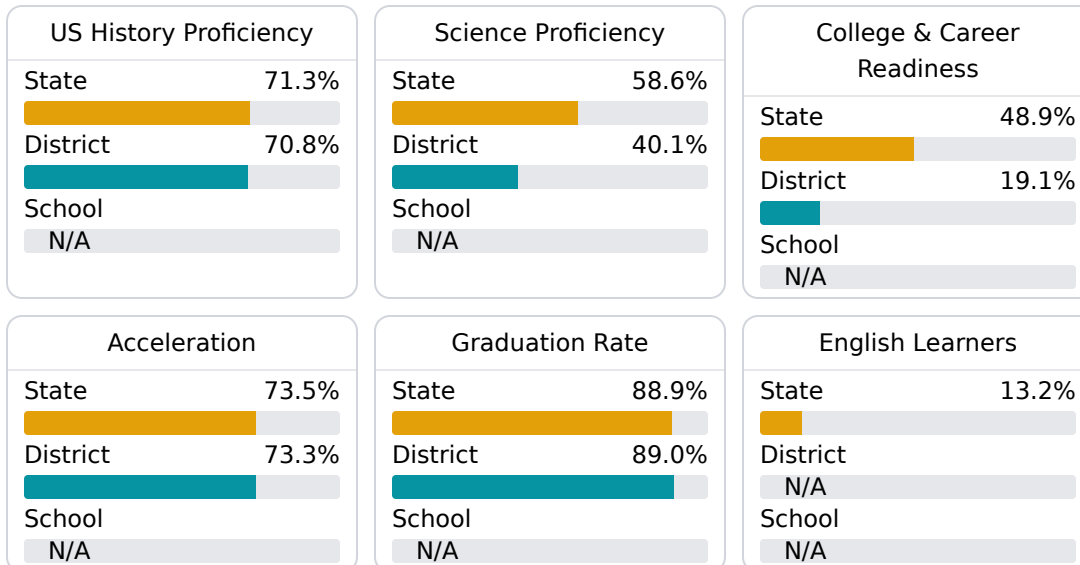 US History Proficiency
State 71.3%
District 70.8%
School
N/A
Science Proficiency
State 58.6%
District 40.1%
School
N/A
College & Career
Readiness
State 48.9%
District 19.1%
School
N/A
Acceleration
State 73.5%
District 73.3%
School
N/A
Graduation Rate
State 88.9%
District 89.0%
School
N/A
English Learners
State 13.2%
District
N/A
School
N/A